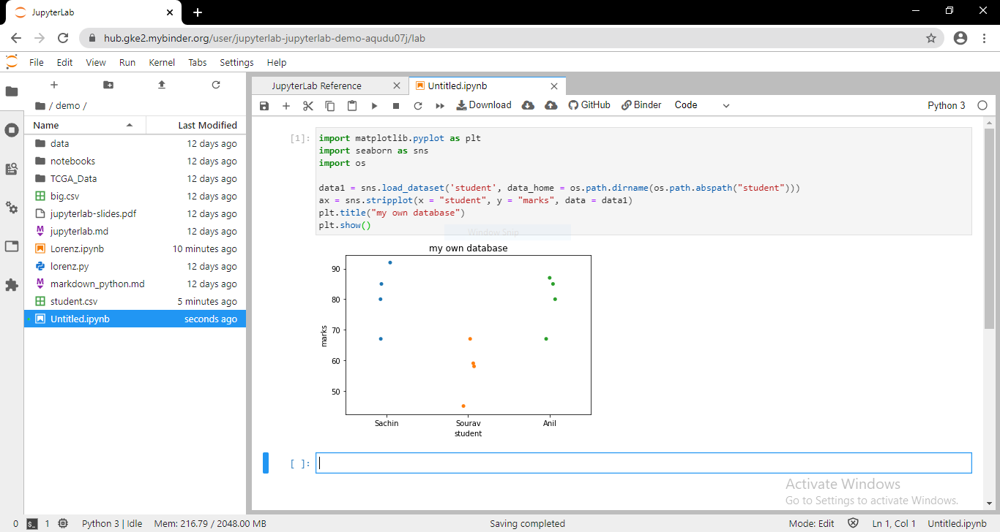 JupyterLab
hub.gke2.mybinder.org/user/jupyterlab-jupyterlab-demo-aqudu07j/lab
File Edit View Run Kernel Tabs Settings Help
/ demo /
Name Last Modified
data 12 days ago
notebooks 12 days ago
TCGA_Data 12 days ago
big.csv 12 days ago
jupyterlab-slides.pdf 12 days ago
jupyterlab.md 12 days ago
Lorenz.ipynb 10 minutes ago
lorenz.py 12 days ago
markdown_python.md 12 days ago
student.csv 5 minutes ago
Untitled.ipynb seconds ago
JupyterLab Reference Untitled.ipynb
Download GitHub Binder Code Python 3
[1]: import matplotlib.pyplot as plt
import seaborn as sns
import os
data1 = sns.load_dataset('student', data_home = os.path.dirname(os.path.abspath("student")))
ax = sns.stripplot(x = "student", y = "marks", data = data1)
plt.title("my own database")
plt.show()
Window Snip
my own database
90
80
70
60
50
marks
Sachin Sourav Anil
student
[ ]:
Activate Windows
Go to Settings to activate Windows.
0 $_ 1 Python 3 | Idle Mem: 216.79 / 2048.00 MB Saving completed Mode: Edit Ln 1, Col 1 Untitled.ipynb